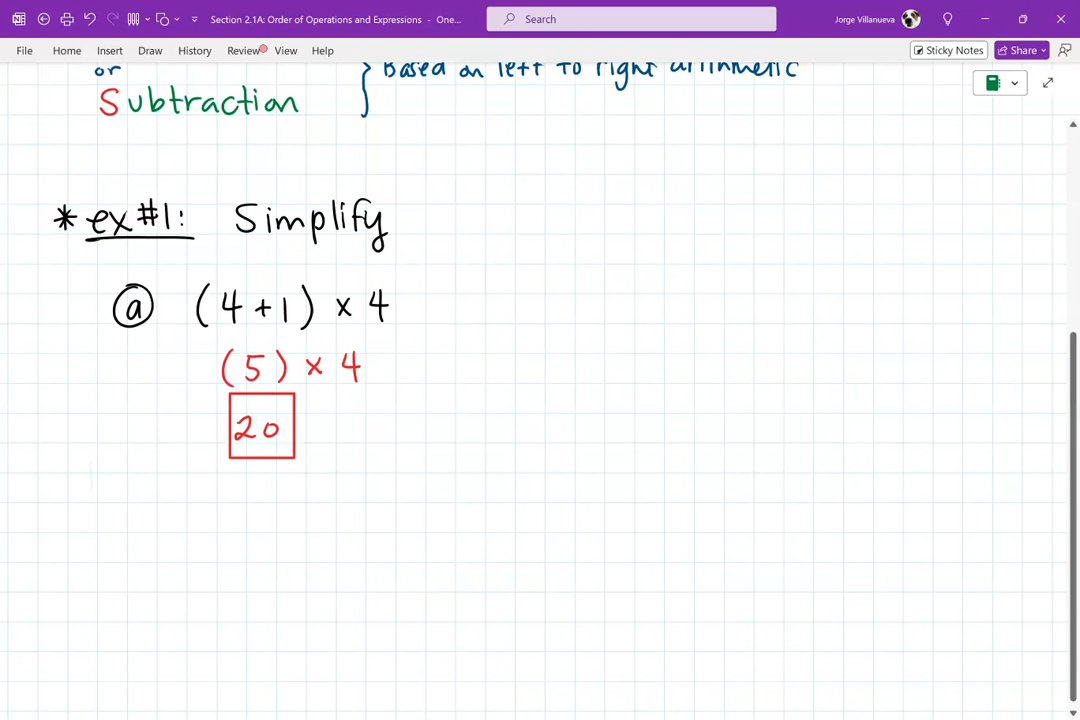 Section 2.1A: Order of Operations and Expressions - One...
Search
Jorge Villanueva
File Home Insert Draw History Review View Help
Sticky Notes
Share
or
} Based on left to right arithmetic
Subtraction
* ex #1: Simplify
ⓐ (4+1) × 4
(5) × 4
20